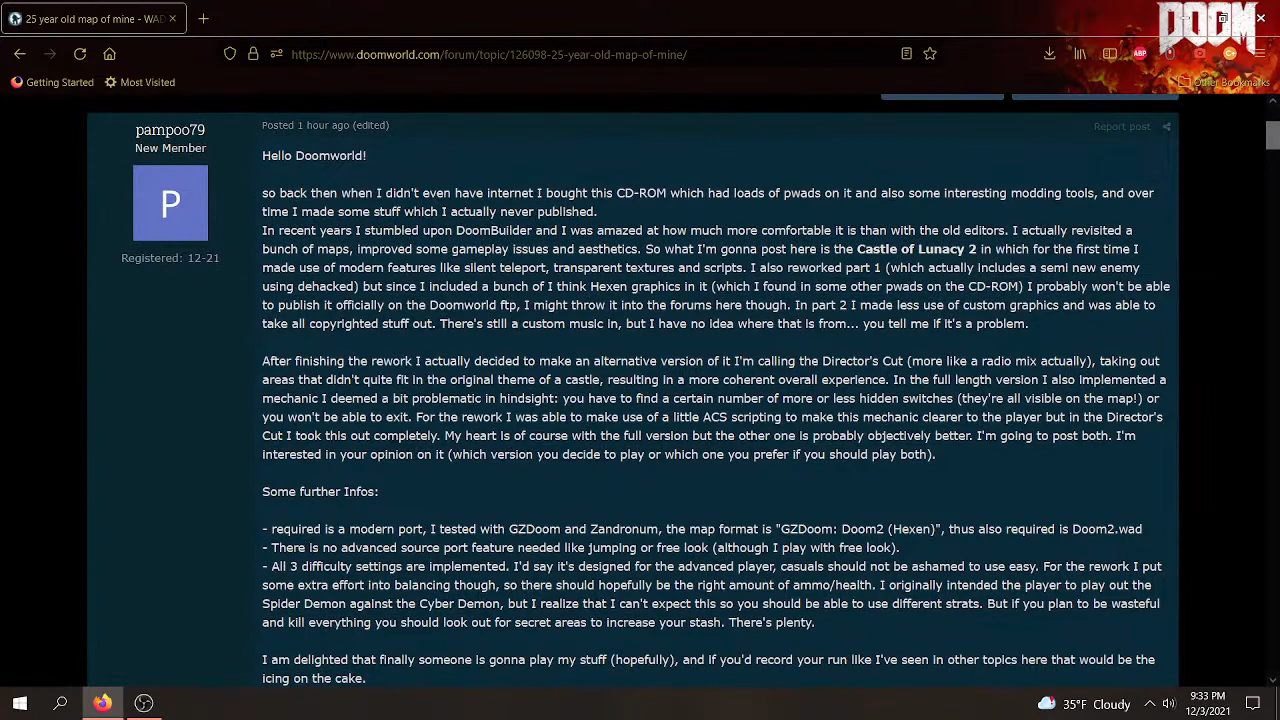 25 year old map of mine - WAD
DOOM
https://www.doomworld.com/forum/topic/126098-25-year-old-map-of-mine/
ABP
Getting Started
Most Visited
Other Bookmarks
pampoo79
New Member
P
Registered: 12-21
Posted 1 hour ago (edited)
Report post
Hello Doomworld!
so back then when I didn't even have internet I bought this CD-ROM which had loads of pwads on it and also some interesting modding tools, and over
time I made some stuff which I actually never published.
In recent years I stumbled upon DoomBuilder and I was amazed at how much more comfortable it is than with the old editors. I actually revisited a
bunch of maps, improved some gameplay issues and aesthetics. So what I'm gonna post here is the Castle of Lunacy 2 in which for the first time I
made use of modern features like silent teleport, transparent textures and scripts. I also reworked part 1 (which actually includes a semi new enemy
using dehacked) but since I included a bunch of I think Hexen graphics in it (which I found in some other pwads on the CD-ROM) I probably won't be able
to publish it officially on the Doomworld ftp, I might throw it into the forums here though. In part 2 I made less use of custom graphics and was able to
take all copyrighted stuff out. There's still a custom music in, but I have no idea where that is from... you tell me if it's a problem.
After finishing the rework I actually decided to make an alternative version of it I'm calling the Director's Cut (more like a radio mix actually), taking out
areas that didn't quite fit in the original theme of a castle, resulting in a more coherent overall experience. In the full length version I also implemented a
mechanic I deemed a bit problematic in hindsight: you have to find a certain number of more or less hidden switches (they're all visible on the map!) or
you won't be able to exit. For the rework I was able to make use of a little ACS scripting to make this mechanic clearer to the player but in the Director's
Cut I took this out completely. My heart is of course with the full version but the other one is probably objectively better. I'm going to post both. I'm
interested in your opinion on it (which version you decide to play or which one you prefer if you should play both).
Some further Infos:
- required is a modern port, I tested with GZDoom and Zandronum, the map format is "GZDoom: Doom2 (Hexen)", thus also required is Doom2.wad
- There is no advanced source port feature needed like jumping or free look (although I play with free look).
- All 3 difficulty settings are implemented. I'd say it's designed for the advanced player, casuals should not be ashamed to use easy. For the rework I put
some extra effort into balancing though, so there should hopefully be the right amount of ammo/health. I originally intended the player to play out the
Spider Demon against the Cyber Demon, but I realize that I can't expect this so you should be able to use different strats. But if you plan to be wasteful
and kill everything you should look out for secret areas to increase your stash. There's plenty.
I am delighted that finally someone is gonna play my stuff (hopefully), and if you'd record your run like I've seen in other topics here that would be the
icing on the cake.
35°F Cloudy
9:33 PM
12/3/2021